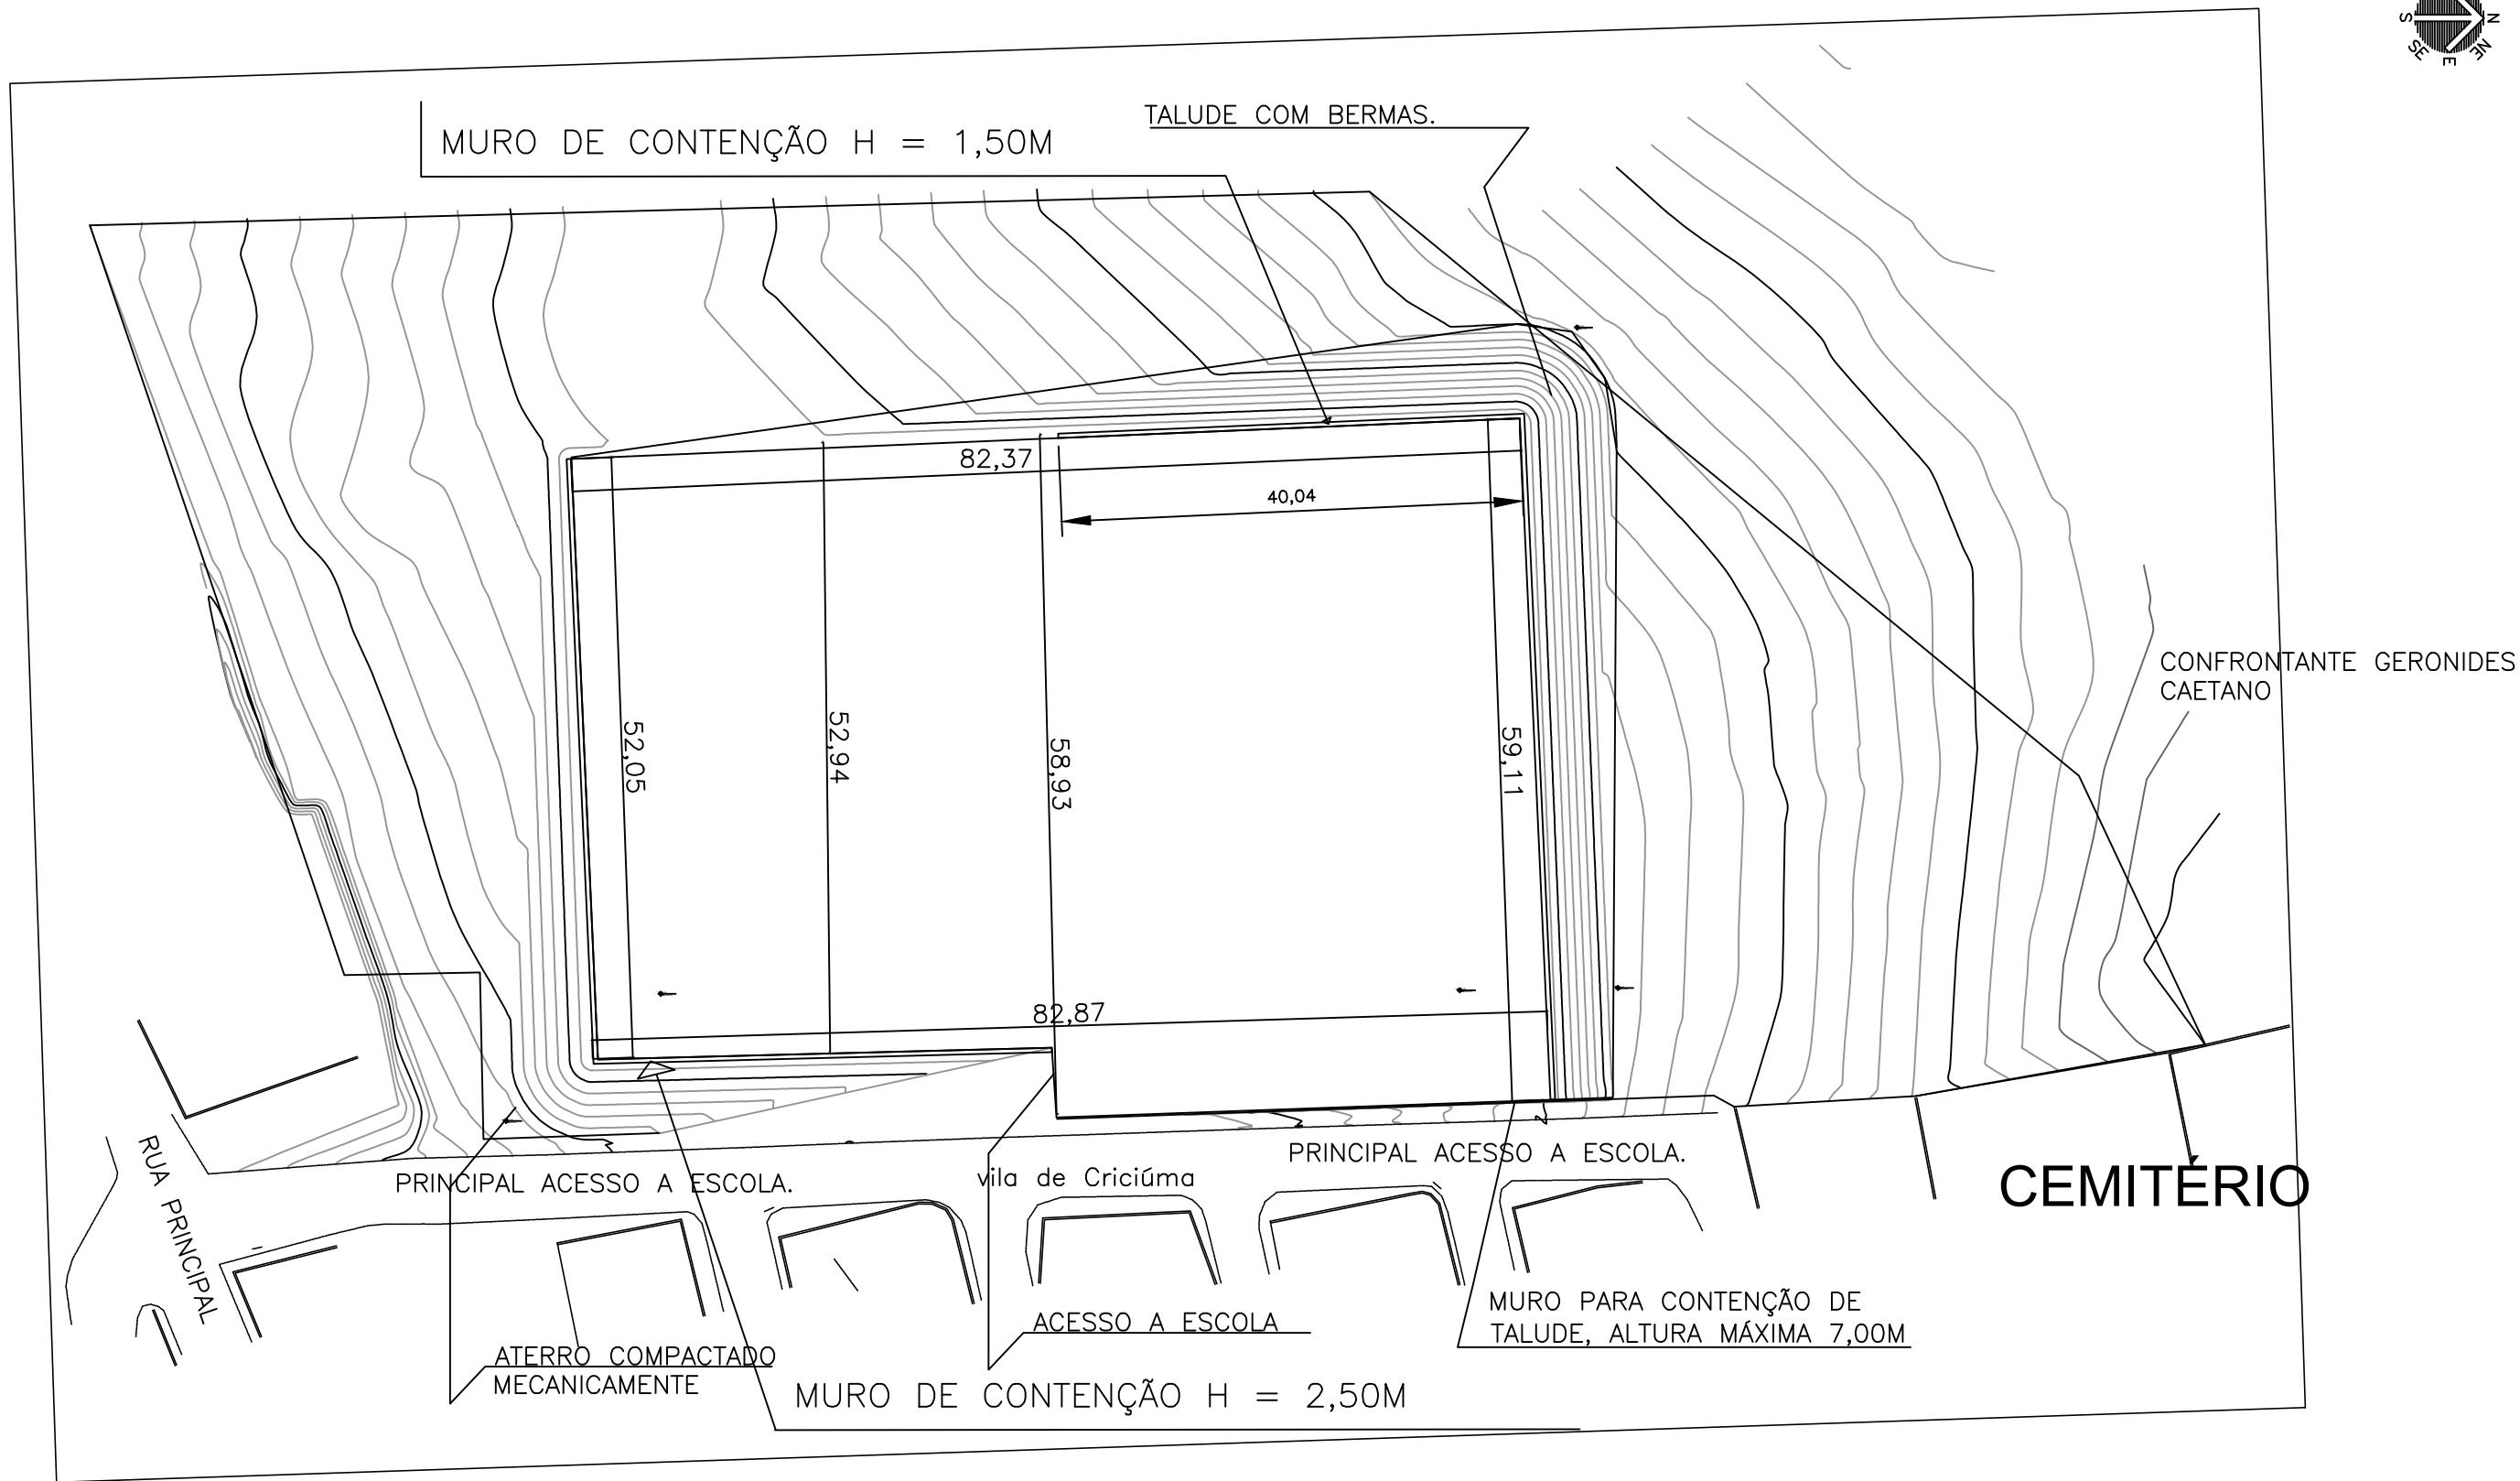 S
N
SE
NE
E
TALUDE COM BERMAS.
MURO DE CONTENÇÃO H = 1,50M
82,37
40,04
CONFRONTANTE GERONIDES
CAETANO
52,05
52,94
58,93
59,11
82,87
RUA PRINCIPAL
PRINCIPAL ACESSO A ESCOLA.
vila de Criciúma
PRINCIPAL ACESSO A ESCOLA.
CEMITÉRIO
MURO PARA CONTENÇÃO DE
TALUDE, ALTURA MÁXIMA 7,00M
ACESSO A ESCOLA
ATERRO COMPACTADO
MECANICAMENTE
MURO DE CONTENÇÃO H = 2,50M